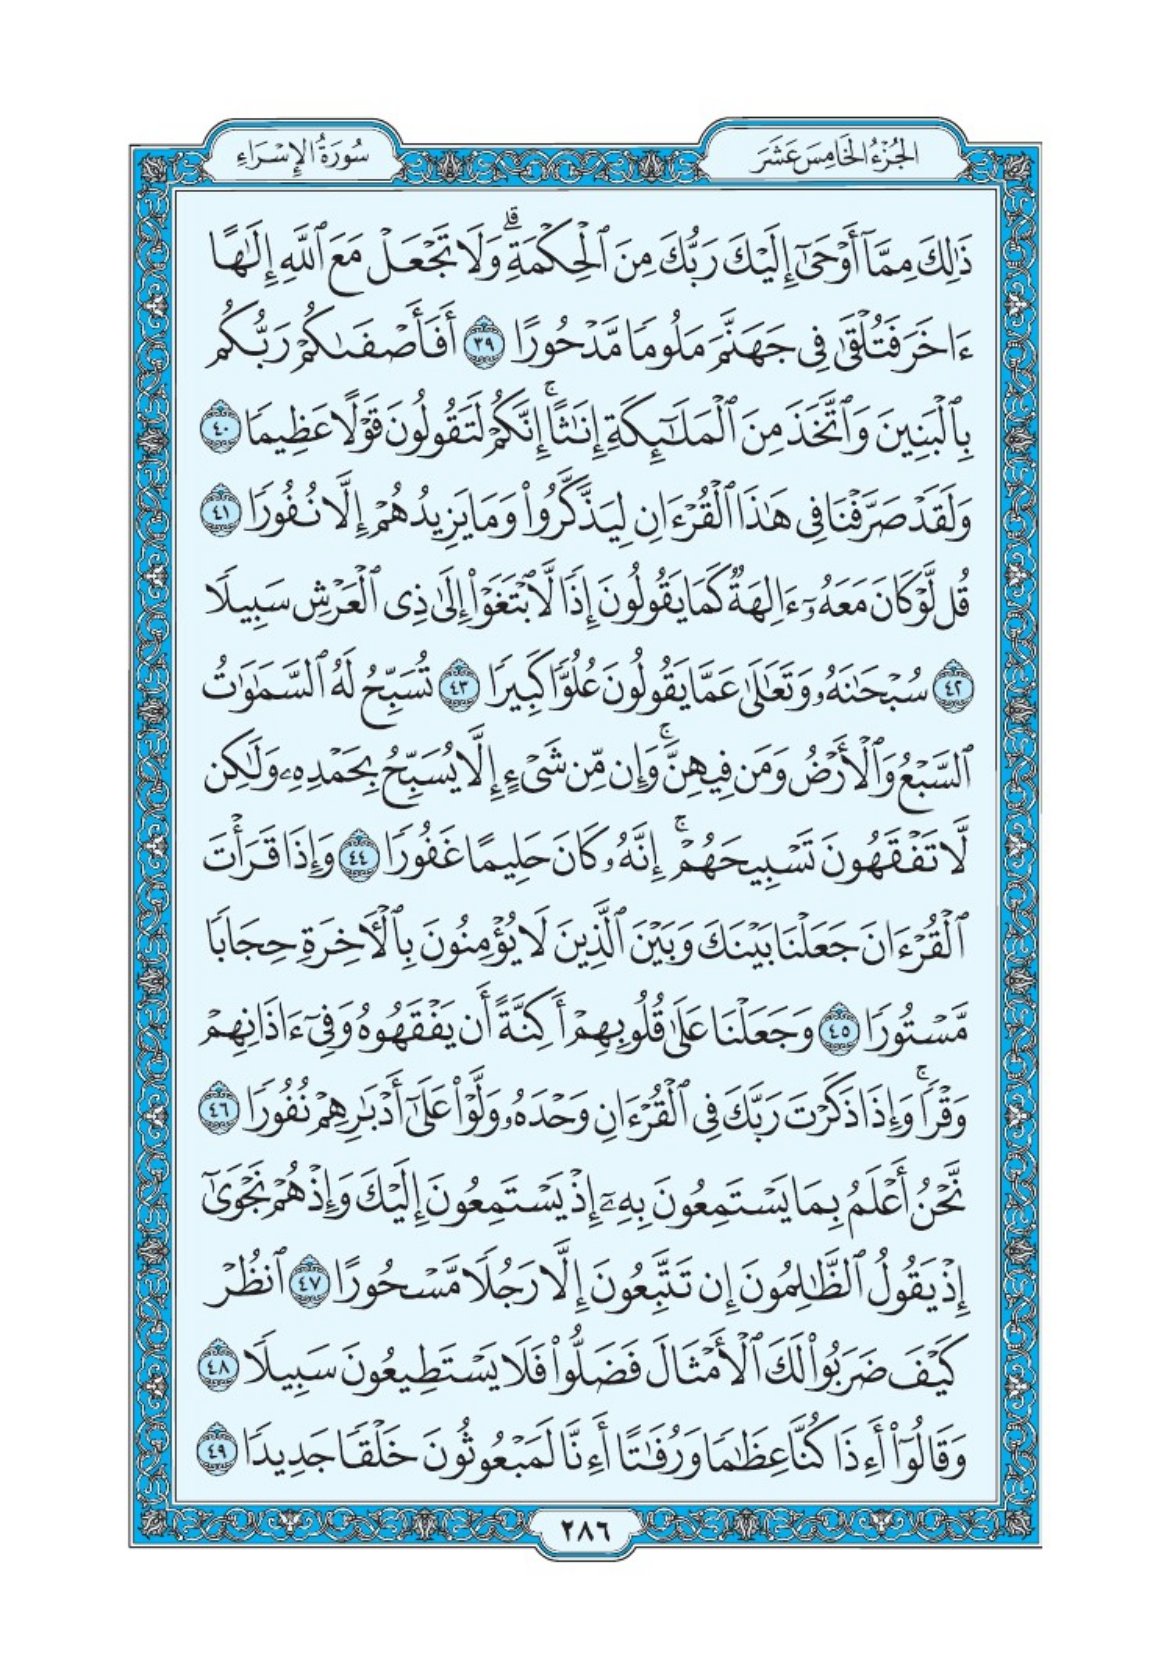 الجُزْءُ الخَامِسَ عَشَرَ
سُورَةُ الإِسْرَاءِ
ذَٰلِكَ مِمَّآ أَوْحَىٰٓ إِلَيْكَ رَبُّكَ مِنَ ٱلْحِكْمَةِۗ وَلَا تَجْعَلْ مَعَ ٱللَّهِ إِلَٰهًا
ءَاخَرَ فَتُلْقَىٰ فِى جَهَنَّمَ مَلُومًا مَّدْحُورًا ٣٩ أَفَأَصْفَىٰكُمْ رَبُّكُم
بِٱلْبَنِينَ وَٱتَّخَذَ مِنَ ٱلْمَلَٰٓئِكَةِ إِنَٰثًاۚ إِنَّكُمْ لَتَقُولُونَ قَوْلًا عَظِيمًا ٤٠
وَلَقَدْ صَرَّفْنَا فِى هَٰذَا ٱلْقُرْءَانِ لِيَذَّكَّرُوا۟ وَمَا يَزِيدُهُمْ إِلَّا نُفُورًا ٤١
قُل لَّوْ كَانَ مَعَهُۥٓ ءَالِهَةٌ كَمَا يَقُولُونَ إِذًا لَّٱبْتَغَوْا۟ إِلَىٰ ذِى ٱلْعَرْشِ سَبِيلًا
٤٢ سُبْحَٰنَهُۥ وَتَعَٰلَىٰ عَمَّا يَقُولُونَ عُلُوًّا كَبِيرًا ٤٣ تُسَبِّحُ لَهُ ٱلسَّمَٰوَٰتُ
ٱلسَّبْعُ وَٱلْأَرْضُ وَمَن فِيهِنَّۚ وَإِن مِّن شَىْءٍ إِلَّا يُسَبِّحُ بِحَمْدِهِۦ وَلَٰكِن
لَّا تَفْقَهُونَ تَسْبِيحَهُمْۚ إِنَّهُۥ كَانَ حَلِيمًا غَفُورًا ٤٤ وَإِذَا قَرَأْتَ
ٱلْقُرْءَانَ جَعَلْنَا بَيْنَكَ وَبَيْنَ ٱلَّذِينَ لَا يُؤْمِنُونَ بِٱلْءَاخِرَةِ حِجَابًا
مَّسْتُورًا ٤٥ وَجَعَلْنَا عَلَىٰ قُلُوبِهِمْ أَكِنَّةً أَن يَفْقَهُوهُ وَفِىٓ ءَاذَانِهِمْ
وَقْرًاۚ وَإِذَا ذَكَرْتَ رَبَّكَ فِى ٱلْقُرْءَانِ وَحْدَهُۥ وَلَّوْا۟ عَلَىٰٓ أَدْبَٰرِهِمْ نُفُورًا ٤٦
نَّحْنُ أَعْلَمُ بِمَا يَسْتَمِعُونَ بِهِۦٓ إِذْ يَسْتَمِعُونَ إِلَيْكَ وَإِذْ هُمْ نَجْوَىٰٓ
إِذْ يَقُولُ ٱلظَّٰلِمُونَ إِن تَتَّبِعُونَ إِلَّا رَجُلًا مَّسْحُورًا ٤٧ ٱنظُرْ
كَيْفَ ضَرَبُوا۟ لَكَ ٱلْأَمْثَالَ فَضَلُّوا۟ فَلَا يَسْتَطِيعُونَ سَبِيلًا ٤٨
وَقَالُوٓا۟ أَءِذَا كُنَّا عِظَٰمًا وَرُفَٰتًا أَءِنَّا لَمَبْعُوثُونَ خَلْقًا جَدِيدًا ٤٩
٢٨٦